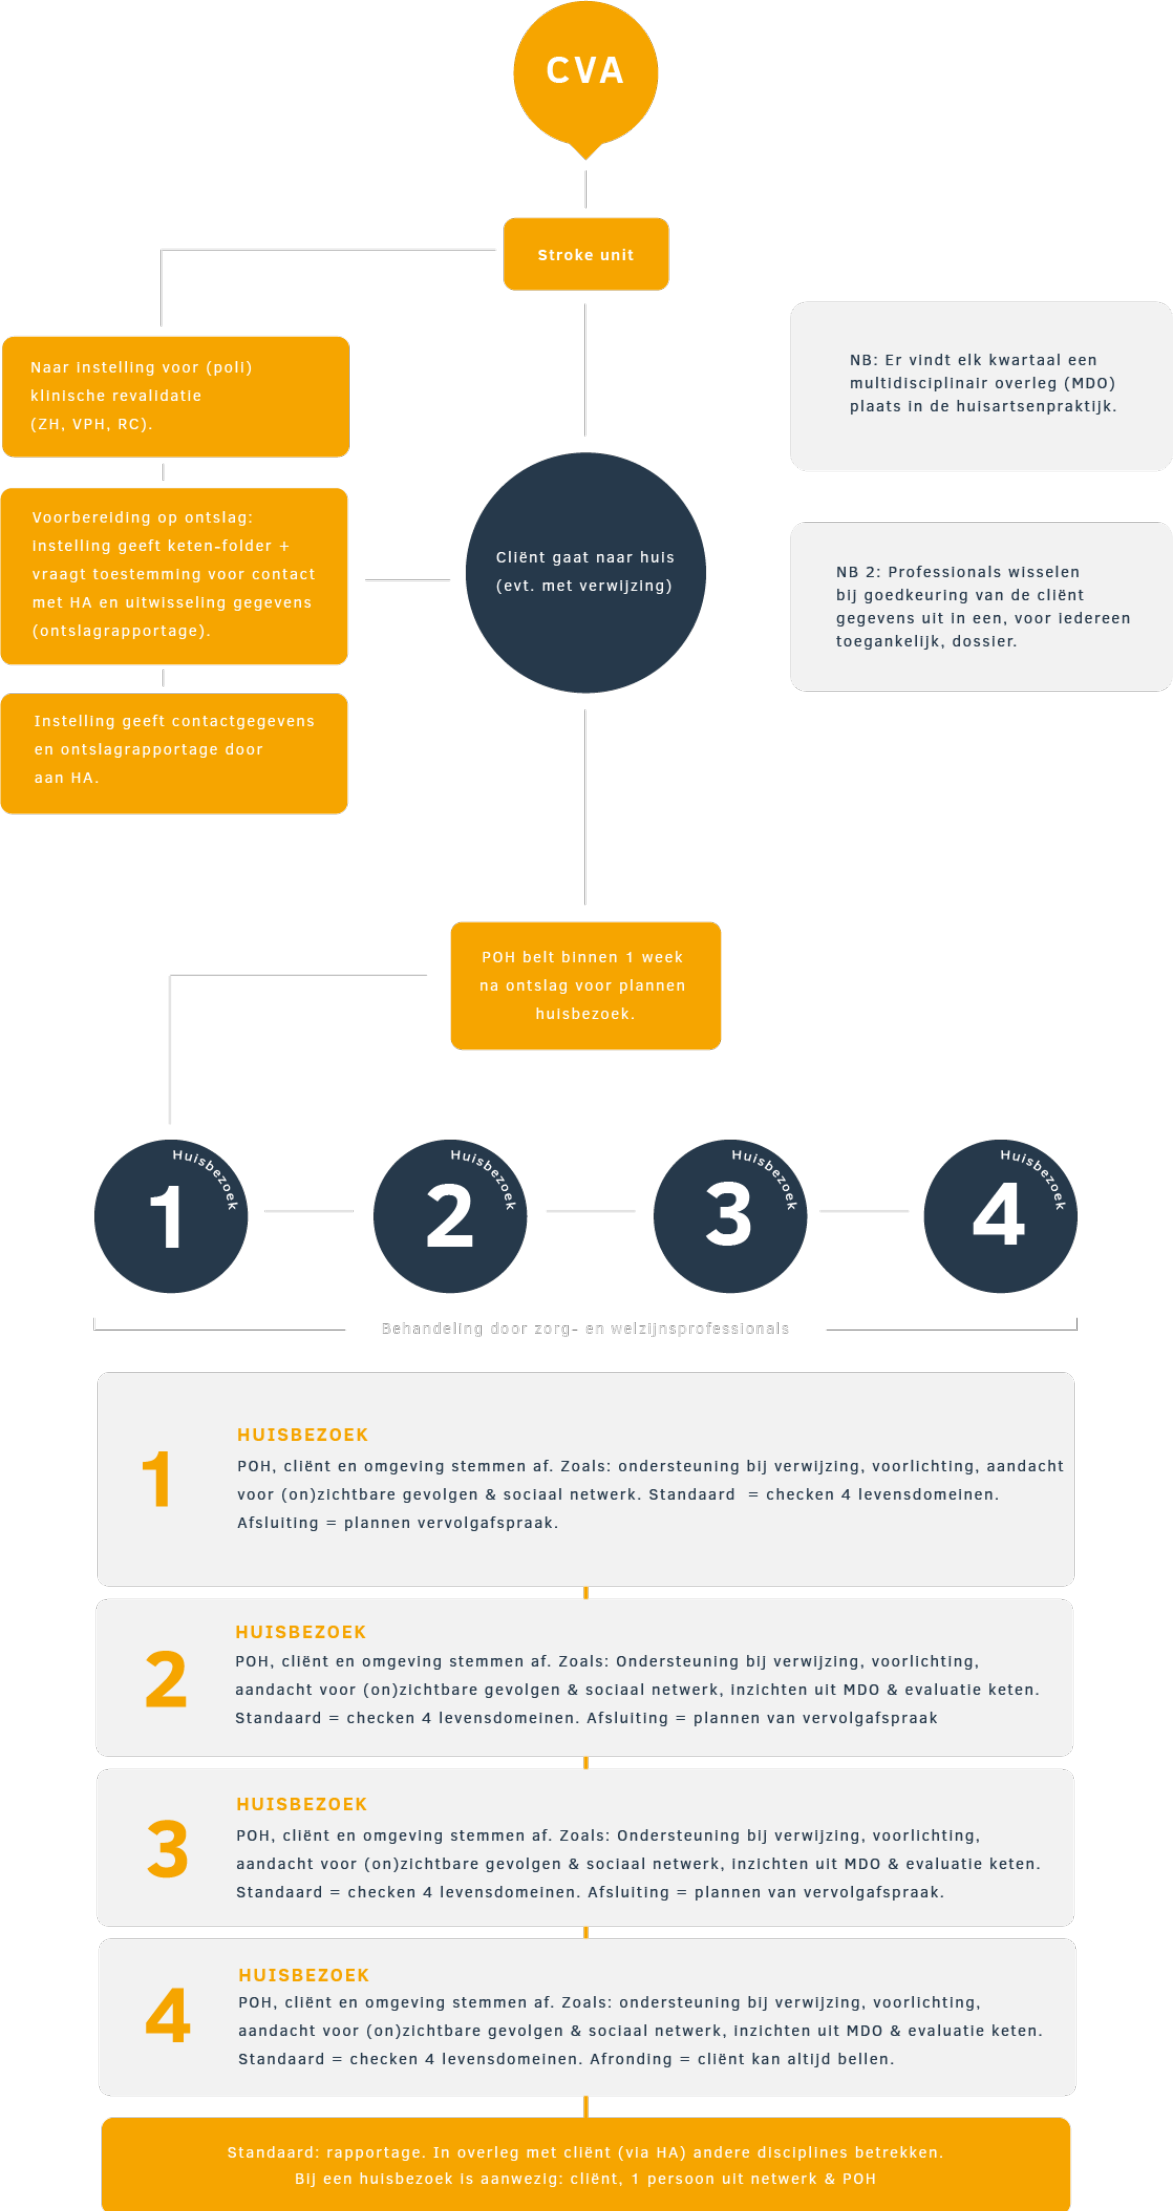 CVA
Stroke unit
Naar instelling voor (poli)
klinische revalidatie
(ZH, VPH, RC).
NB: Er vindt elk kwartaal een
multidisciplinair overleg (MDO)
plaats in de huisartsenpraktijk.
Voorbereiding op ontslag:
instelling geeft keten-folder +
vraagt toestemming voor contact
met HA en uitwisseling gegevens
(ontslagrapportage).
Cliënt gaat naar huis
(evt. met verwijzing)
NB 2: Professionals wisselen
bij goedkeuring van de cliënt
gegevens uit in een, voor iedereen
toegankelijk, dossier.
Instelling geeft contactgegevens
en ontslagrapportage door
aan HA.
POH belt binnen 1 week
na ontslag voor plannen
huisbezoek.
Huisbezoek
1
Huisbezoek
2
Huisbezoek
3
Huisbezoek
4
Behandeling door zorg- en welzijnsprofessionals
1
HUISBEZOEK
POH, cliënt en omgeving stemmen af. Zoals: ondersteuning bij verwijzing, voorlichting, aandacht
voor (on)zichtbare gevolgen & sociaal netwerk. Standaard = checken 4 levensdomeinen.
Afsluiting = plannen vervolgafspraak.
2
HUISBEZOEK
POH, cliënt en omgeving stemmen af. Zoals: Ondersteuning bij verwijzing, voorlichting,
aandacht voor (on)zichtbare gevolgen & sociaal netwerk, inzichten uit MDO & evaluatie keten.
Standaard = checken 4 levensdomeinen. Afsluiting = plannen van vervolgafspraak
3
HUISBEZOEK
POH, cliënt en omgeving stemmen af. Zoals: Ondersteuning bij verwijzing, voorlichting,
aandacht voor (on)zichtbare gevolgen & sociaal netwerk, inzichten uit MDO & evaluatie keten.
Standaard = checken 4 levensdomeinen. Afsluiting = plannen van vervolgafspraak.
4
HUISBEZOEK
POH, cliënt en omgeving stemmen af. Zoals: ondersteuning bij verwijzing, voorlichting,
aandacht voor (on)zichtbare gevolgen & sociaal netwerk, inzichten uit MDO & evaluatie keten.
Standaard = checken 4 levensdomeinen. Afronding = cliënt kan altijd bellen.
Standaard: rapportage. In overleg met cliënt (via HA) andere disciplines betrekken.
Bij een huisbezoek is aanwezig: cliënt, 1 persoon uit netwerk & POH